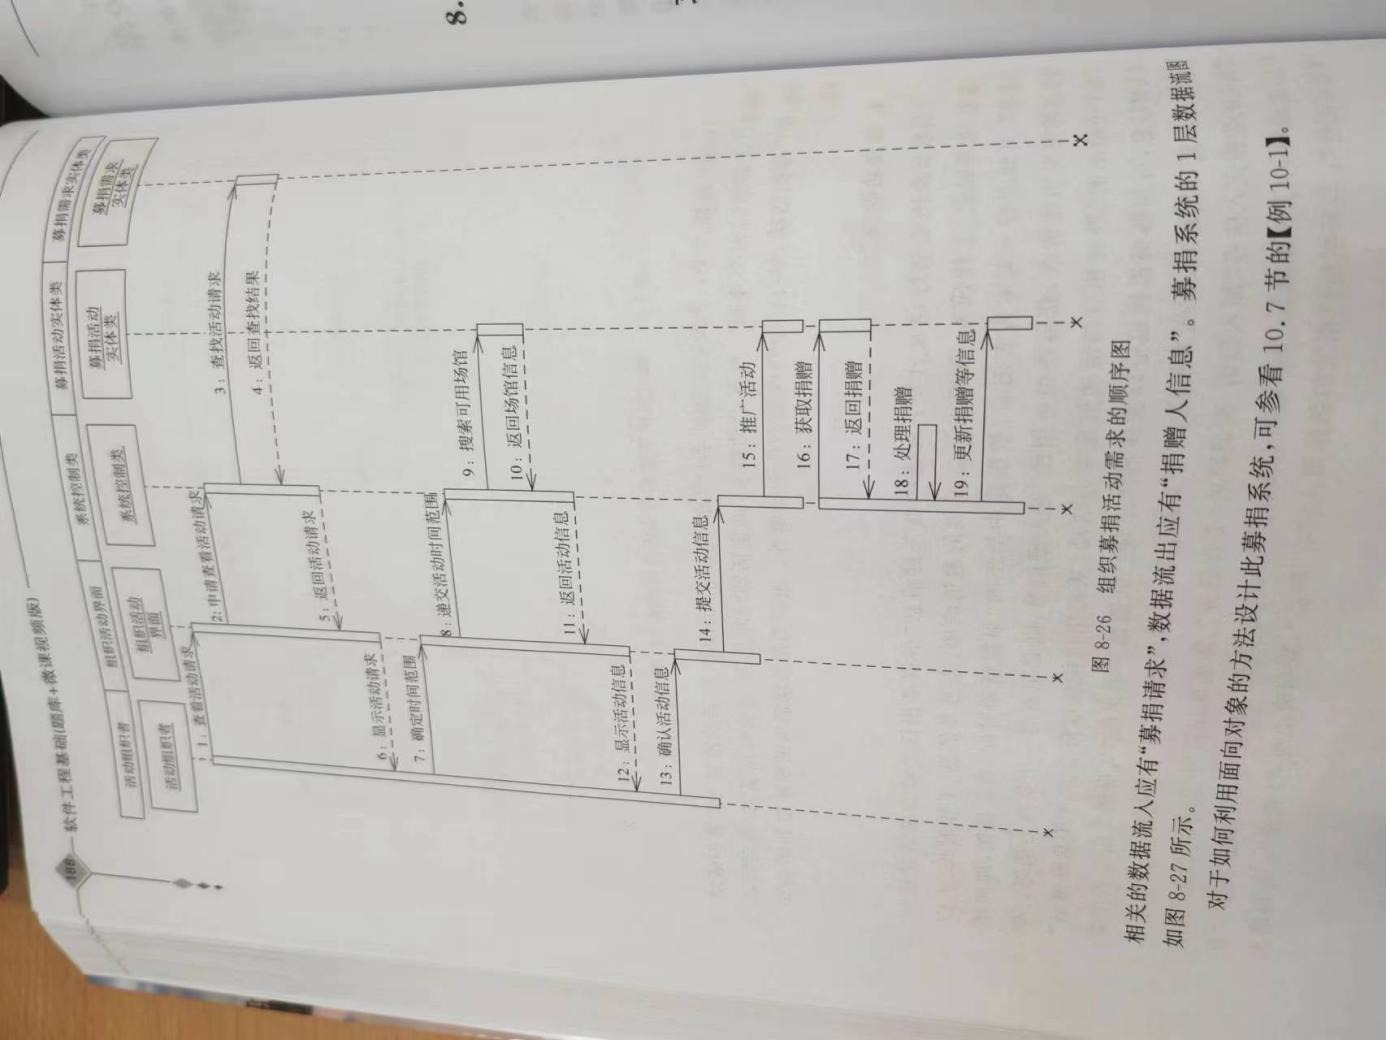 188
软件工程基础(题库+微课视频版)
活动组织者
组织活动界面
系统控制类
募捐活动实体类
募捐需求实体类
活动组织者
组织活动
界面
系统控制类
募捐活动
实体类
募捐需求
实体类
1: 查看活动请求
2: 申请查看活动请求
3: 查找活动请求
4: 返回查找结果
5: 返回活动请求
6: 显示活动请求
7: 确定时间范围
8: 递交活动时间范围
9: 搜索可用场馆
10: 返回场馆信息
11: 返回活动信息
12: 显示活动信息
13: 确认活动信息
14: 提交活动信息
15: 推广活动
16: 获取捐赠
17: 返回捐赠
18: 处理捐赠
19: 更新捐赠等信息
图 8-26 组织募捐活动需求的顺序图
相关的数据流入应有“募捐请求”,数据流出应有“捐赠人信息”。募捐系统的1层数据流图
如图 8-27 所示。
对于如何利用面向对象的方法设计此募捐系统,可参看 10.7 节的【例 10-1】。
8.